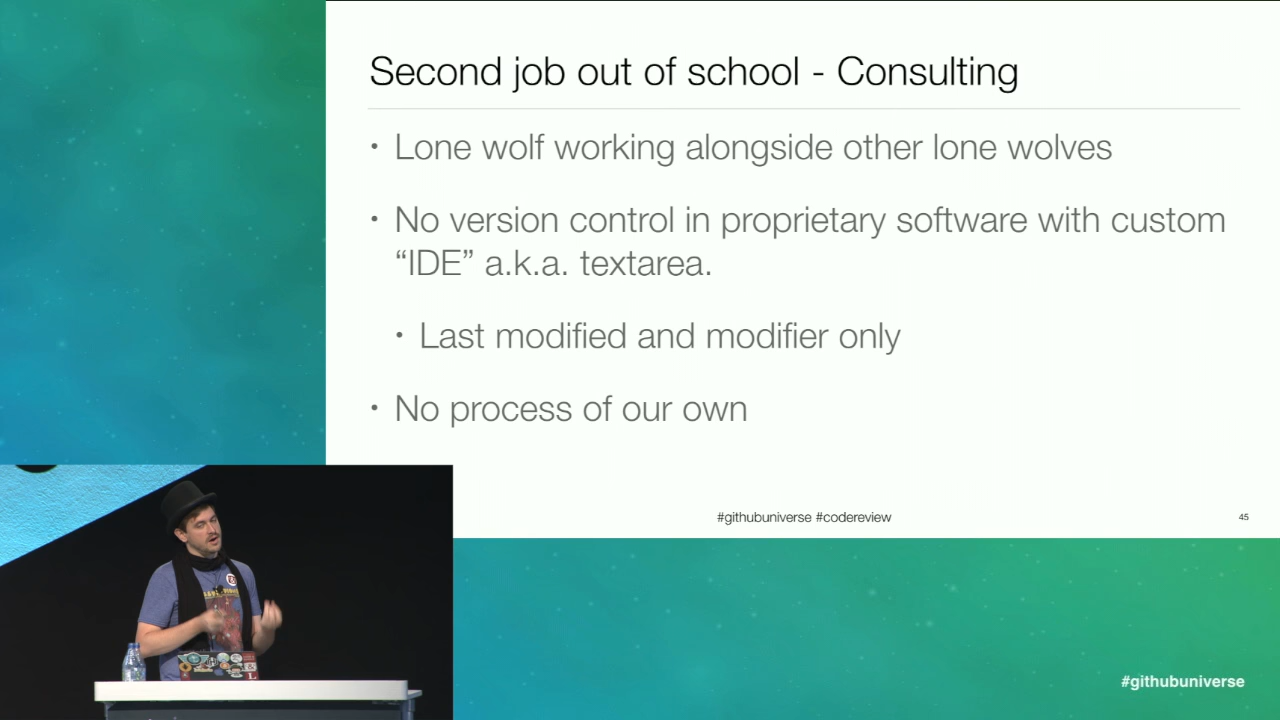 Second job out of school - Consulting
• Lone wolf working alongside other lone wolves
• No version control in proprietary software with custom
“IDE” a.k.a. textarea.
• Last modified and modifier only
• No process of our own
#githubuniverse #codereview
45
#githubuniverse